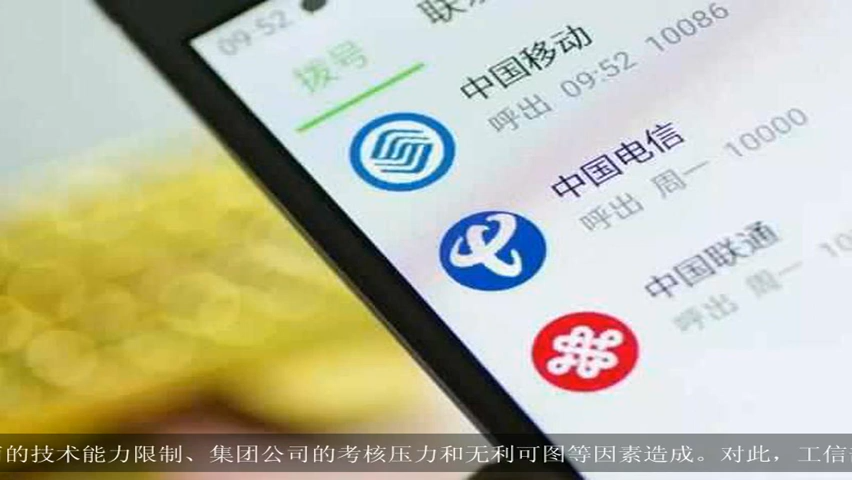 09:52
拨号
联
中国移动
呼出 09:52 10086
中国电信
呼出 周一 10000
中国联通
呼出 周一 10
的技术能力限制、集团公司的考核压力和无利可图等因素造成。对此，工信